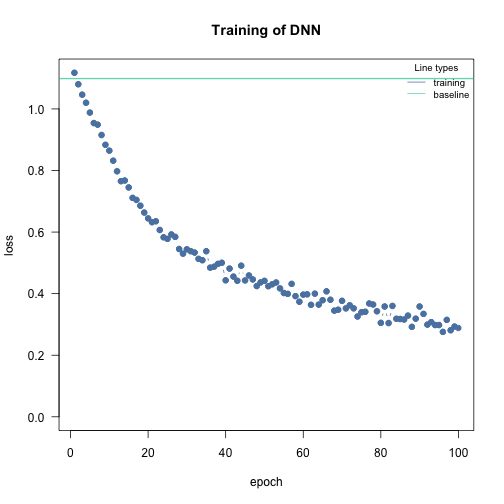 Training of DNN
Line types
training
baseline
loss
1.0
0.8
0.6
0.4
0.2
0.0
0 20 40 60 80 100
epoch